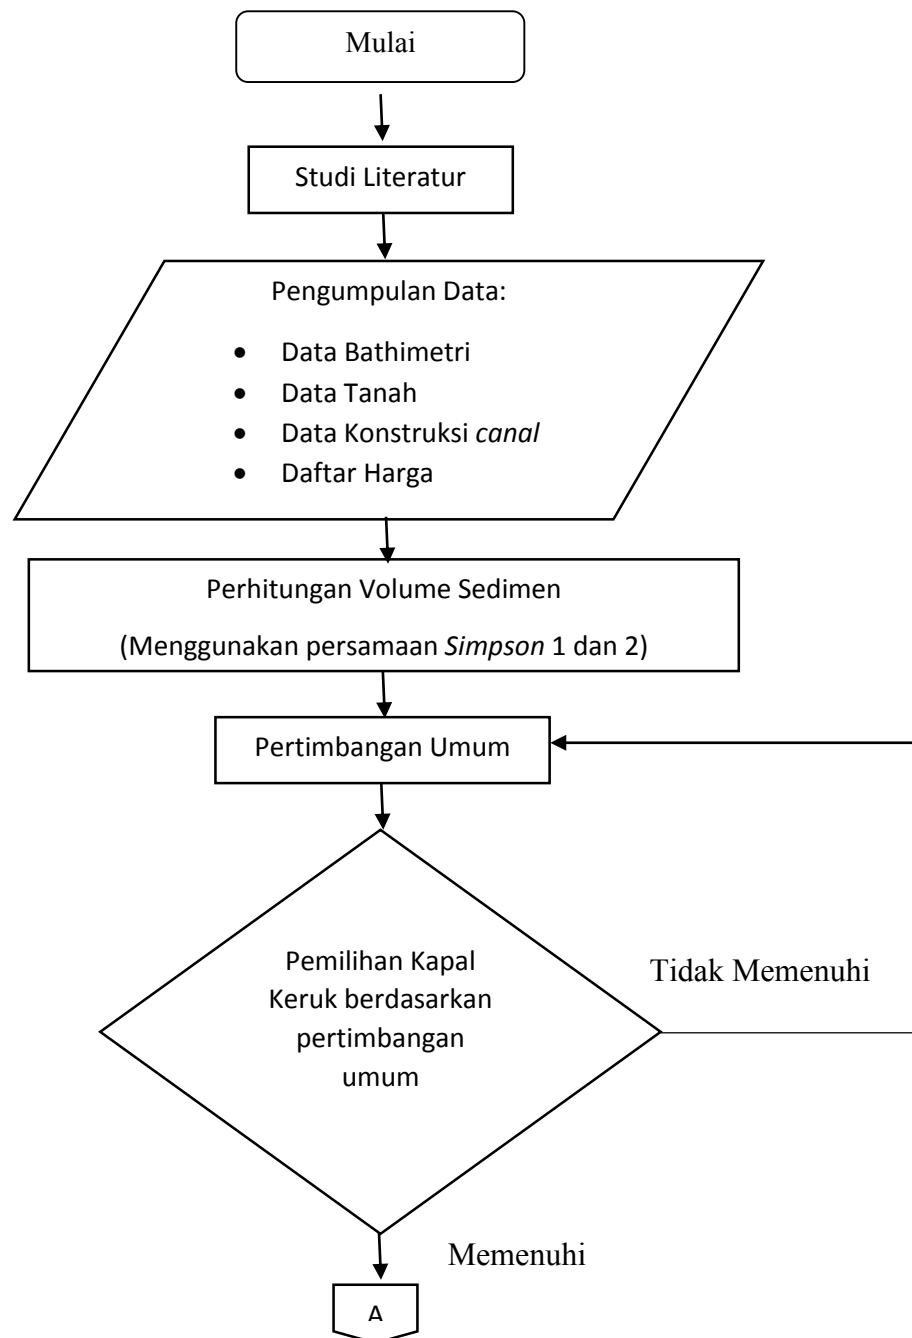 Mulai
Studi Literatur
Pengumpulan Data:
• Data Bathimetri
• Data Tanah
• Data Konstruksi canal
• Daftar Harga
Perhitungan Volume Sedimen
(Menggunakan persamaan Simpson 1 dan 2)
Pertimbangan Umum
Pemilihan Kapal
Keruk berdasarkan
pertimbangan
umum
Tidak Memenuhi
Memenuhi
A